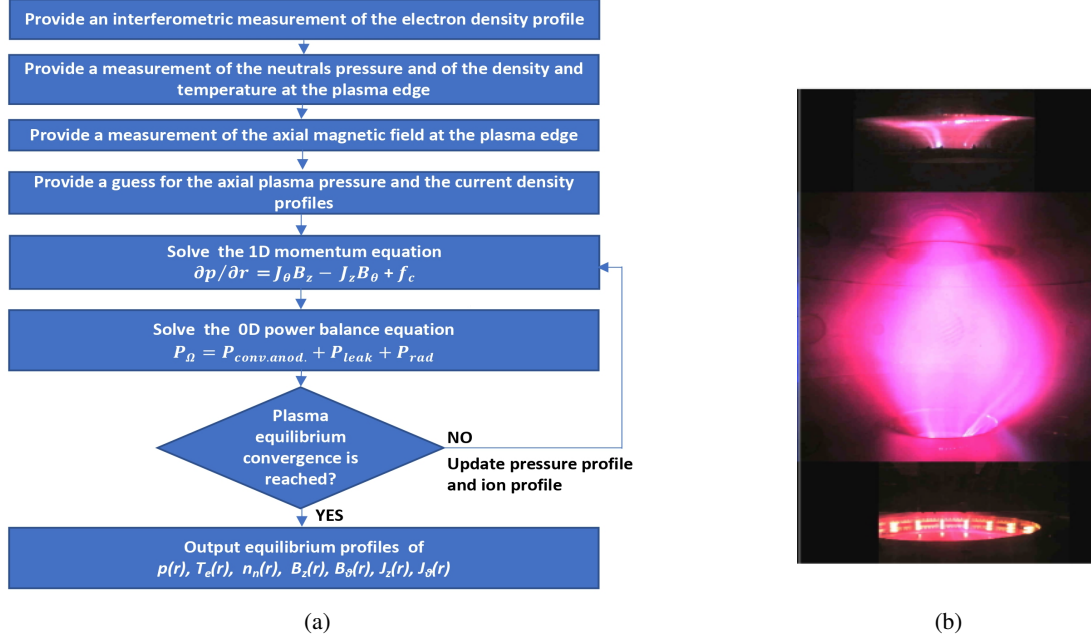 Provide an interferometric measurement of the electron density profile
Provide a measurement of the neutrals pressure and of the density and
temperature at the plasma edge
Provide a measurement of the axial magnetic field at the plasma edge
Provide a guess for the axial plasma pressure and the current density
profiles
Solve the 1D momentum equation
∂p/∂r = J_θ B_z − J_z B_θ + f_c
Solve the 0D power balance equation
P_Ω = P_conv.anod. + P_leak + P_rad
Plasma
equilibrium
convergence is
reached?
NO
Update pressure profile
and ion profile
YES
Output equilibrium profiles of
p(r), T_e(r), n_n(r), B_z(r), B_ϑ(r), J_z(r), J_ϑ(r)
(a)
(b)